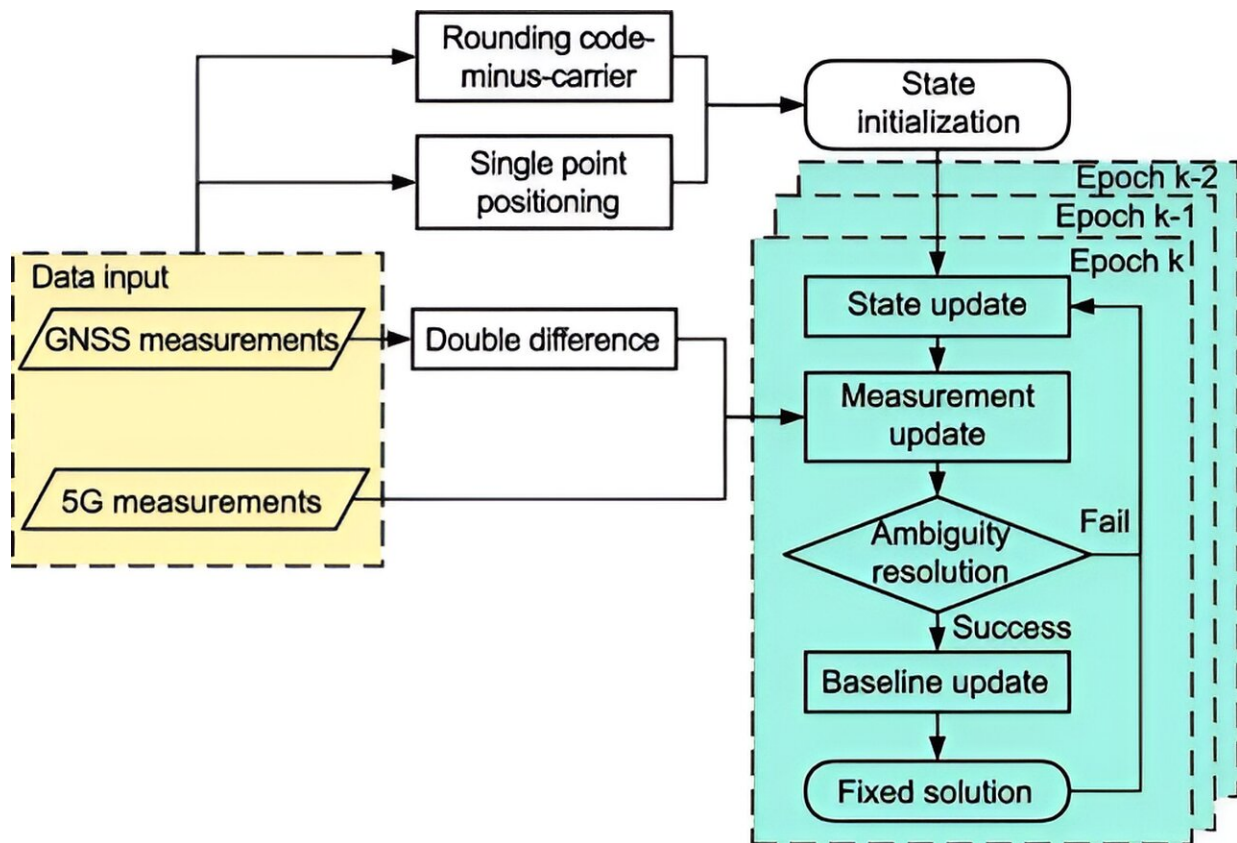 Rounding code-
minus-carrier
State
initialization
Single point
positioning
Epoch k-2
Epoch k-1
Epoch k
Data input
State update
GNSS measurements
Double difference
Measurement
update
5G measurements
Ambiguity
resolution
Fail
Success
Baseline update
Fixed solution